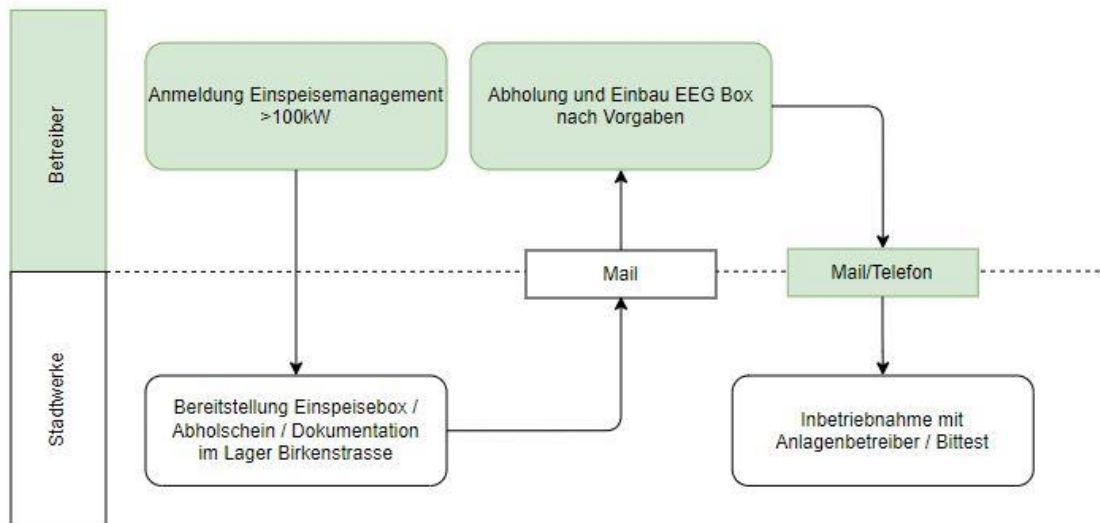 Betreiber
Anmeldung Einspeisemanagement
>100kW
Abholung und Einbau EEG Box
nach Vorgaben
Mail
Mail/Telefon
Stadtwerke
Bereitstellung Einspeisebox /
Abholschein / Dokumentation
im Lager Birkenstrasse
Inbetriebnahme mit
Anlagenbetreiber / Bittest